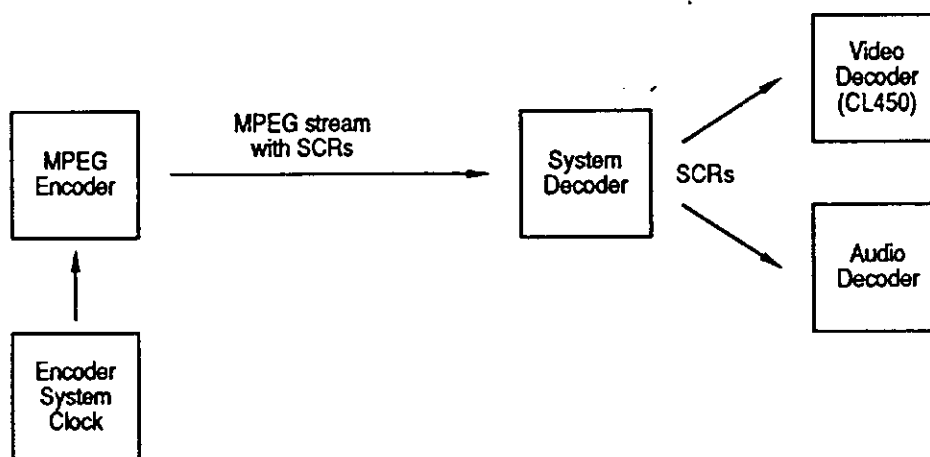 Video
Decoder
(CL450)
MPEG stream
with SCRs
MPEG
Encoder
System
Decoder
SCRs
Audio
Decoder
Encoder
System
Clock